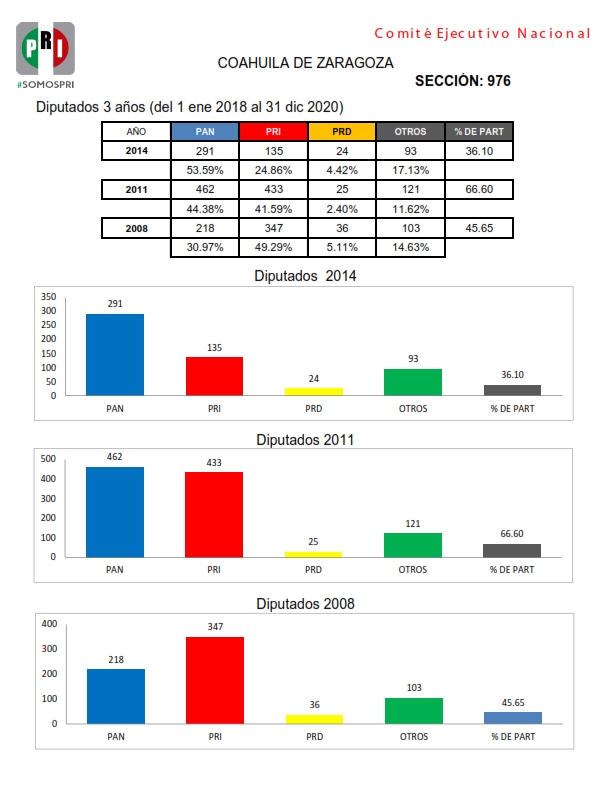 Comité Ejecutivo Nacional
PRI
#SOMOSPRI
COAHUILA DE ZARAGOZA
SECCIÓN: 976
Diputados 3 años (del 1 ene 2018 al 31 dic 2020)
AÑO PAN PRI PRD OTROS % DE PART
2014 291 135 24 93 36.10
53.59% 24.86% 4.42% 17.13%
2011 462 433 25 121 66.60
44.38% 41.59% 2.40% 11.62%
2008 218 347 36 103 45.65
30.97% 49.29% 5.11% 14.63%
Diputados 2014
350
300
250
200
150
100
50
0
291
135
24
93
36.10
PAN PRI PRD OTROS % DE PART
Diputados 2011
500
400
300
200
100
0
462
433
25
121
66.60
PAN PRI PRD OTROS % DE PART
Diputados 2008
400
300
200
100
0
218
347
36
103
45.65
PAN PRI PRD OTROS % DE PART